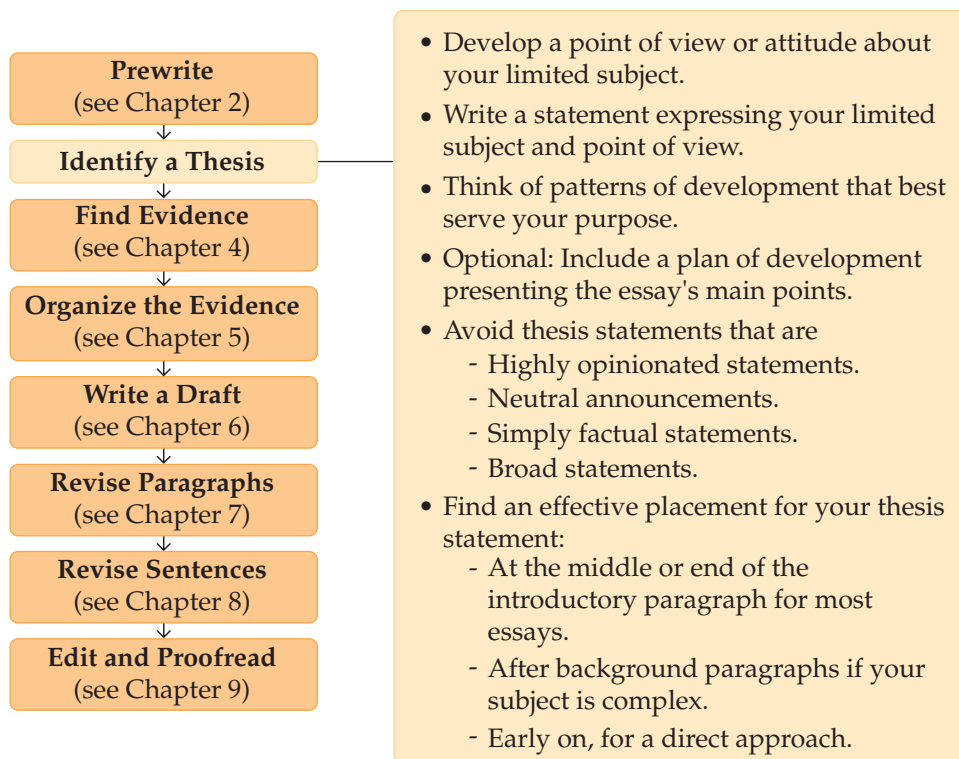 Prewrite
(see Chapter 2)
Identify a Thesis
Find Evidence
(see Chapter 4)
Organize the Evidence
(see Chapter 5)
Write a Draft
(see Chapter 6)
Revise Paragraphs
(see Chapter 7)
Revise Sentences
(see Chapter 8)
Edit and Proofread
(see Chapter 9)
• Develop a point of view or attitude about
your limited subject.
• Write a statement expressing your limited
subject and point of view.
• Think of patterns of development that best
serve your purpose.
• Optional: Include a plan of development
presenting the essay's main points.
• Avoid thesis statements that are
- Highly opinionated statements.
- Neutral announcements.
- Simply factual statements.
- Broad statements.
• Find an effective placement for your thesis
statement:
- At the middle or end of the
introductory paragraph for most
essays.
- After background paragraphs if your
subject is complex.
- Early on, for a direct approach.